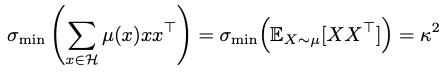 σ_min ( ∑_{x∈ℋ} μ(x)xx^⊤ ) = σ_min ( 𝔼_{X∼μ}[XX^⊤] ) = κ^2